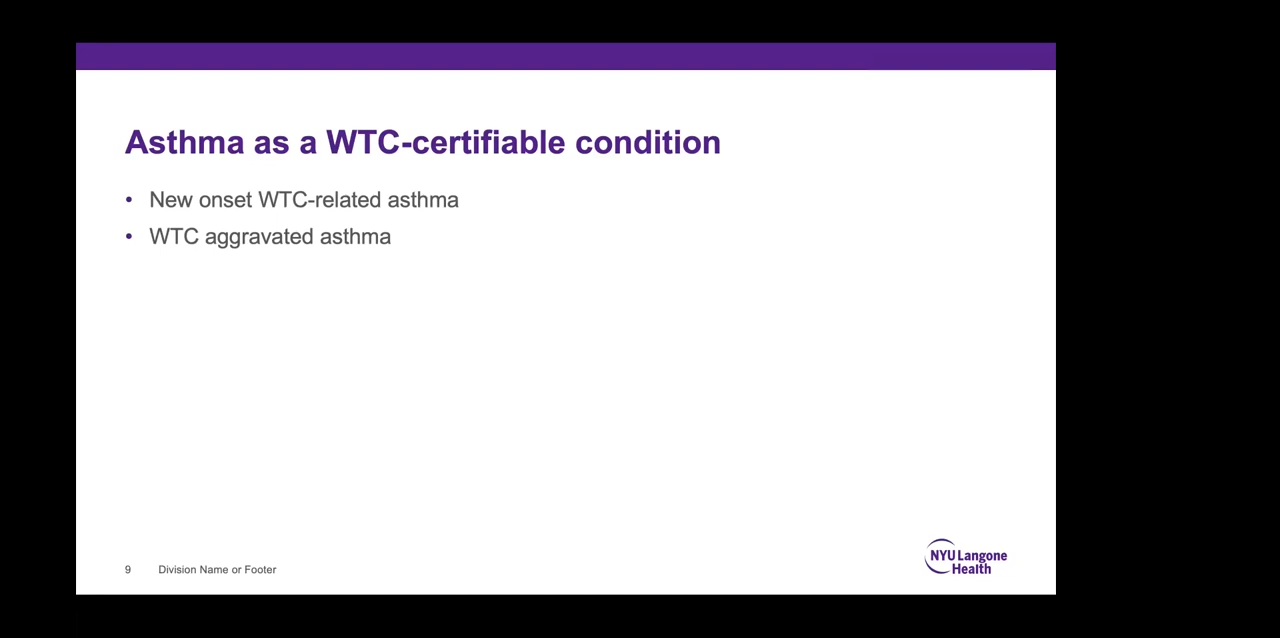 Asthma as a WTC-certifiable condition
• New onset WTC-related asthma
• WTC aggravated asthma
9 Division Name or Footer
NYU Langone
Health